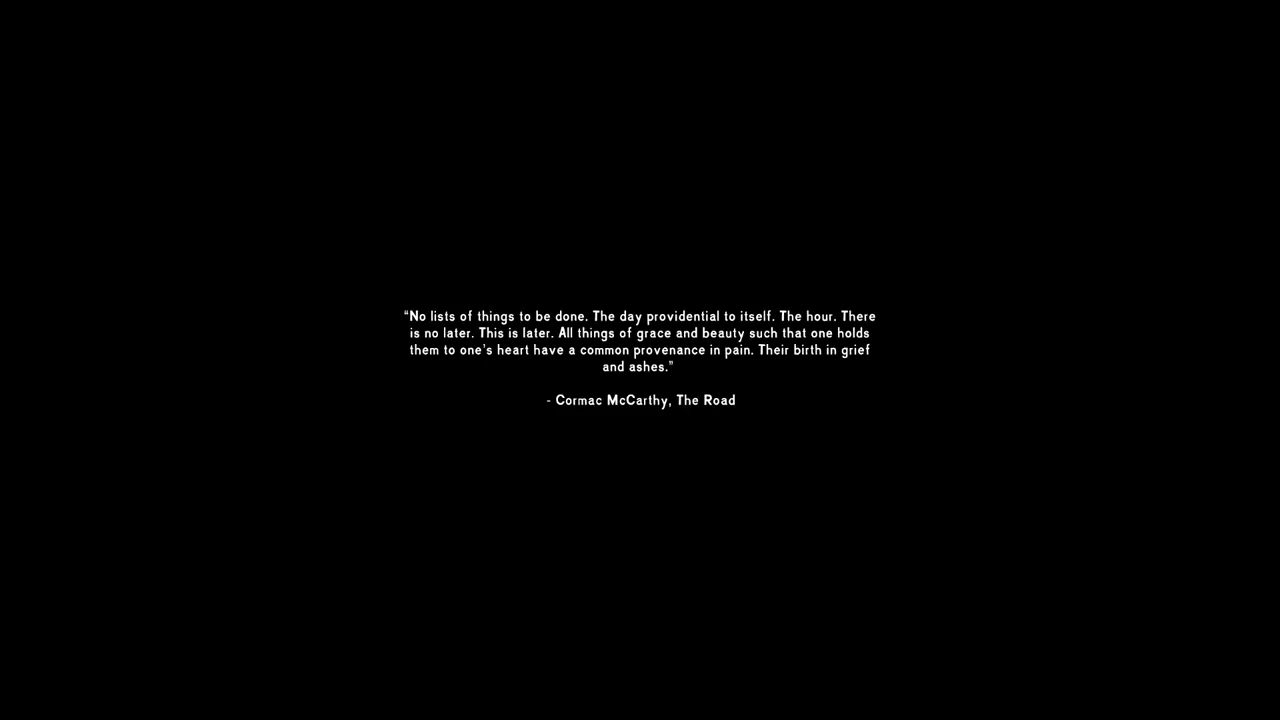 “No lists of things to be done. The day providential to itself. The hour. There
is no later. This is later. All things of grace and beauty such that one holds
them to one’s heart have a common provenance in pain. Their birth in grief
and ashes.”
- Cormac McCarthy, The Road